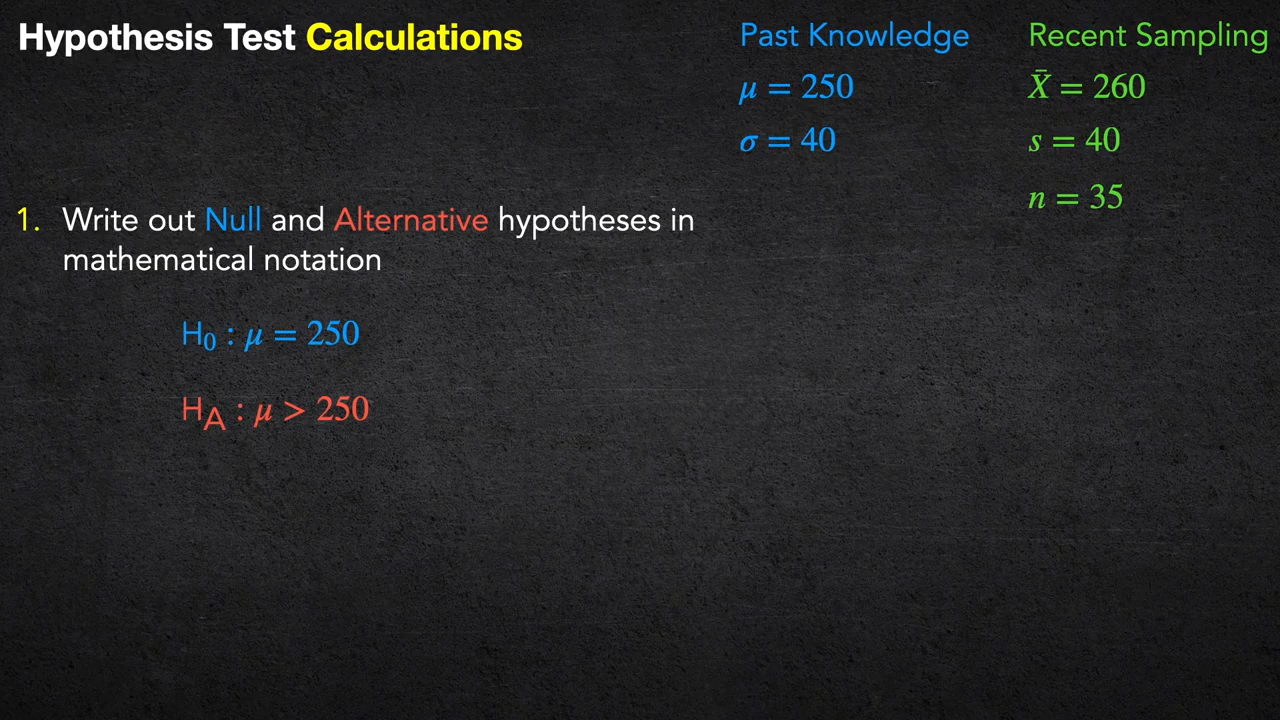 Hypothesis Test Calculations
Past Knowledge
μ = 250
σ = 40
Recent Sampling
X̄ = 260
s = 40
n = 35
1. Write out Null and Alternative hypotheses in
mathematical notation
H₀ : μ = 250
H_A : μ > 250